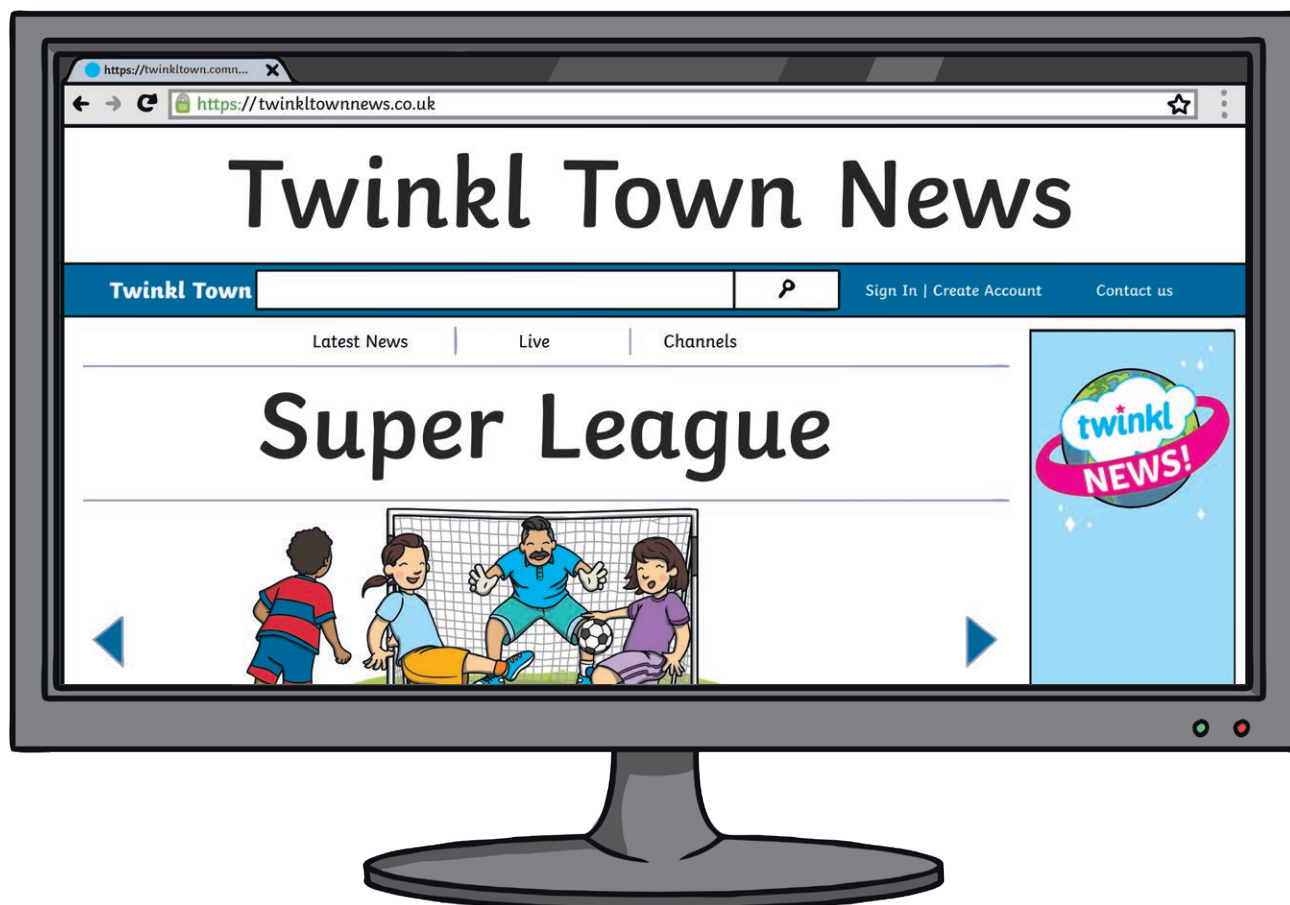 https://twinkltown.comn...
https://twinkltownnews.co.uk
Twinkl Town News
Twinkl Town
Sign In | Create Account
Contact us
Latest News
Live
Channels
Super League
twinkl
NEWS!